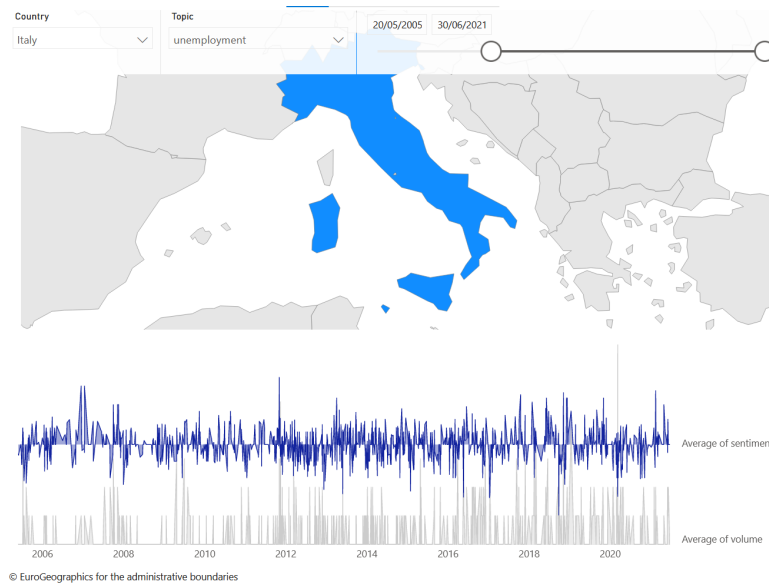 Country
Topic
Italy
unemployment
20/05/2005
30/06/2021
Average of sentimen
Average of volume
2006
2008
2010
2012
2014
2016
2018
2020
© EuroGeographics for the administrative boundaries